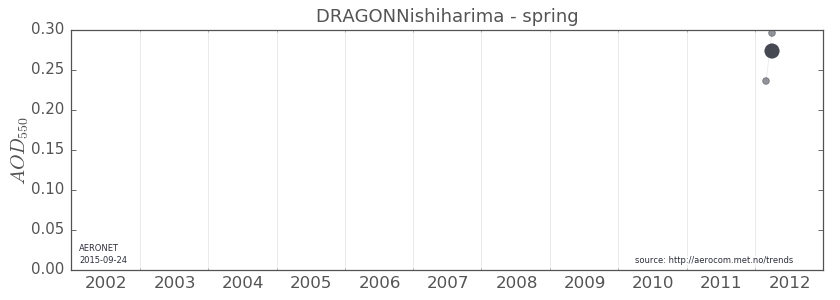 DRAGONNishiharima - spring
0.30
0.25
0.20
0.15
0.10
0.05
0.00
AOD550
AERONET
2015-09-24
source: http://aerocom.met.no/trends
2002 2003 2004 2005 2006 2007 2008 2009 2010 2011 2012